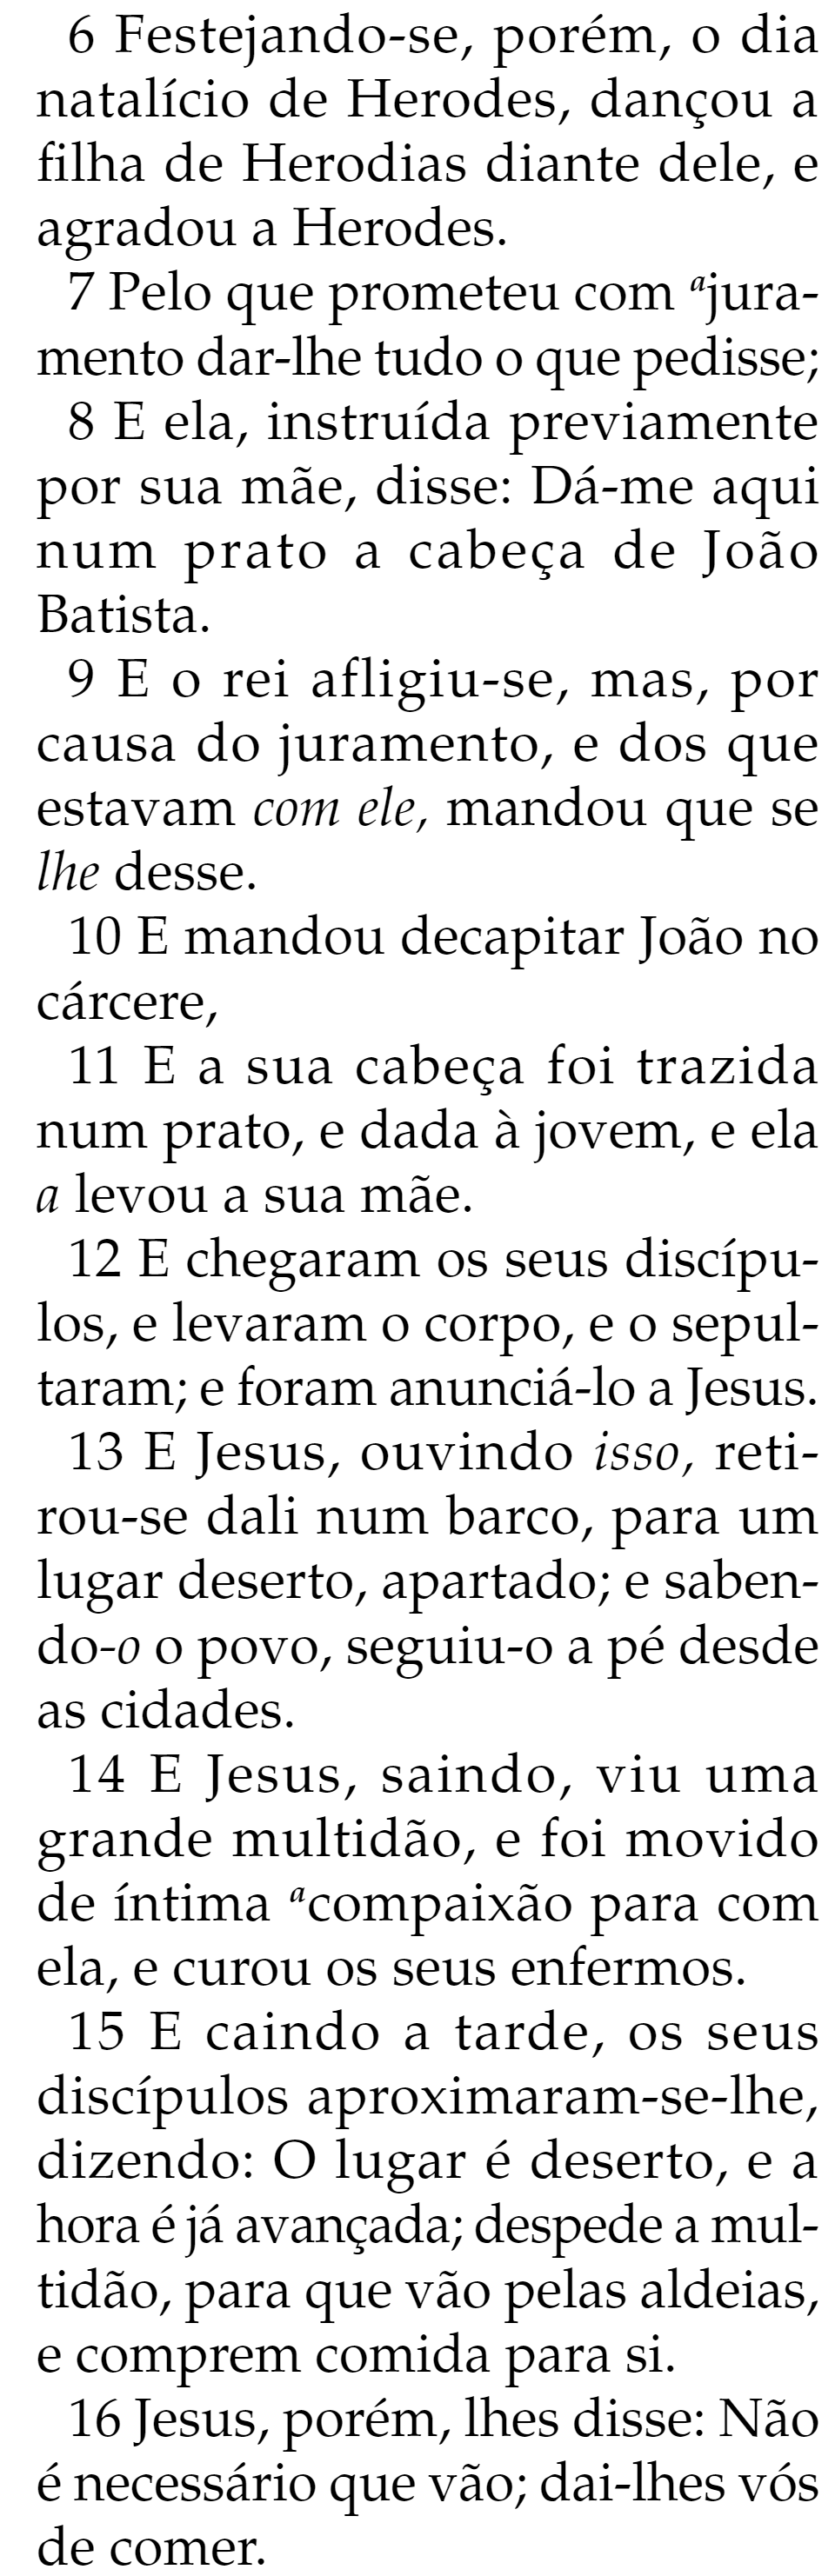 6 Festejando-se, porém, o dia
natalício de Herodes, dançou a
filha de Herodias diante dele, e
agradou a Herodes.
7 Pelo que prometeu com ᵃjura-
mento dar-lhe tudo o que pedisse;
8 E ela, instruída previamente
por sua mãe, disse: Dá-me aqui
num prato a cabeça de João
Batista.
9 E o rei afligiu-se, mas, por
causa do juramento, e dos que
estavam com ele, mandou que se
lhe desse.
10 E mandou decapitar João no
cárcere,
11 E a sua cabeça foi trazida
num prato, e dada à jovem, e ela
a levou a sua mãe.
12 E chegaram os seus discípu-
los, e levaram o corpo, e o sepul-
taram; e foram anunciá-lo a Jesus.
13 E Jesus, ouvindo isso, reti-
rou-se dali num barco, para um
lugar deserto, apartado; e saben-
do-o o povo, seguiu-o a pé desde
as cidades.
14 E Jesus, saindo, viu uma
grande multidão, e foi movido
de íntima ᵃcompaixão para com
ela, e curou os seus enfermos.
15 E caindo a tarde, os seus
discípulos aproximaram-se-lhe,
dizendo: O lugar é deserto, e a
hora é já avançada; despede a mul-
tidão, para que vão pelas aldeias,
e comprem comida para si.
16 Jesus, porém, lhes disse: Não
é necessário que vão; dai-lhes vós
de comer.